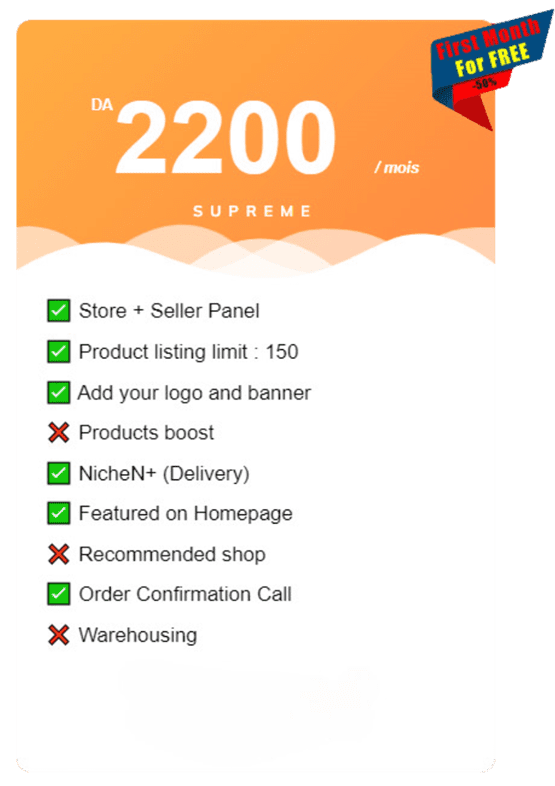 First Month
For FREE
-50%
DA
2200
/ mois
SUPREME
Store + Seller Panel
Product listing limit : 150
Add your logo and banner
Products boost
NicheN+ (Delivery)
Featured on Homepage
Recommended shop
Order Confirmation Call
Warehousing